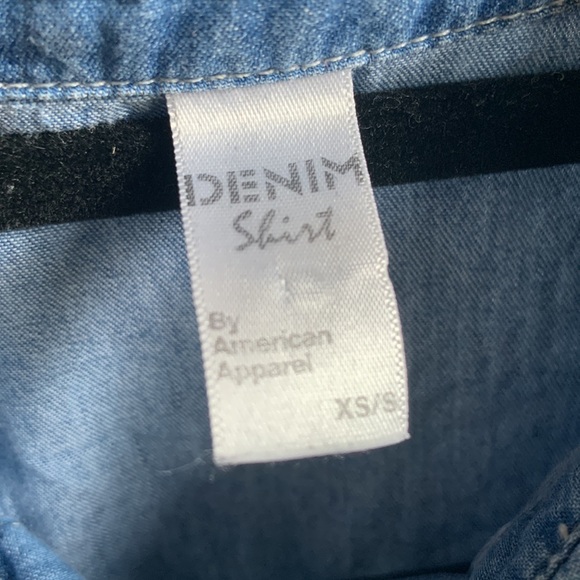 DENIM
Shirt
By
American
Apparel
XS/S